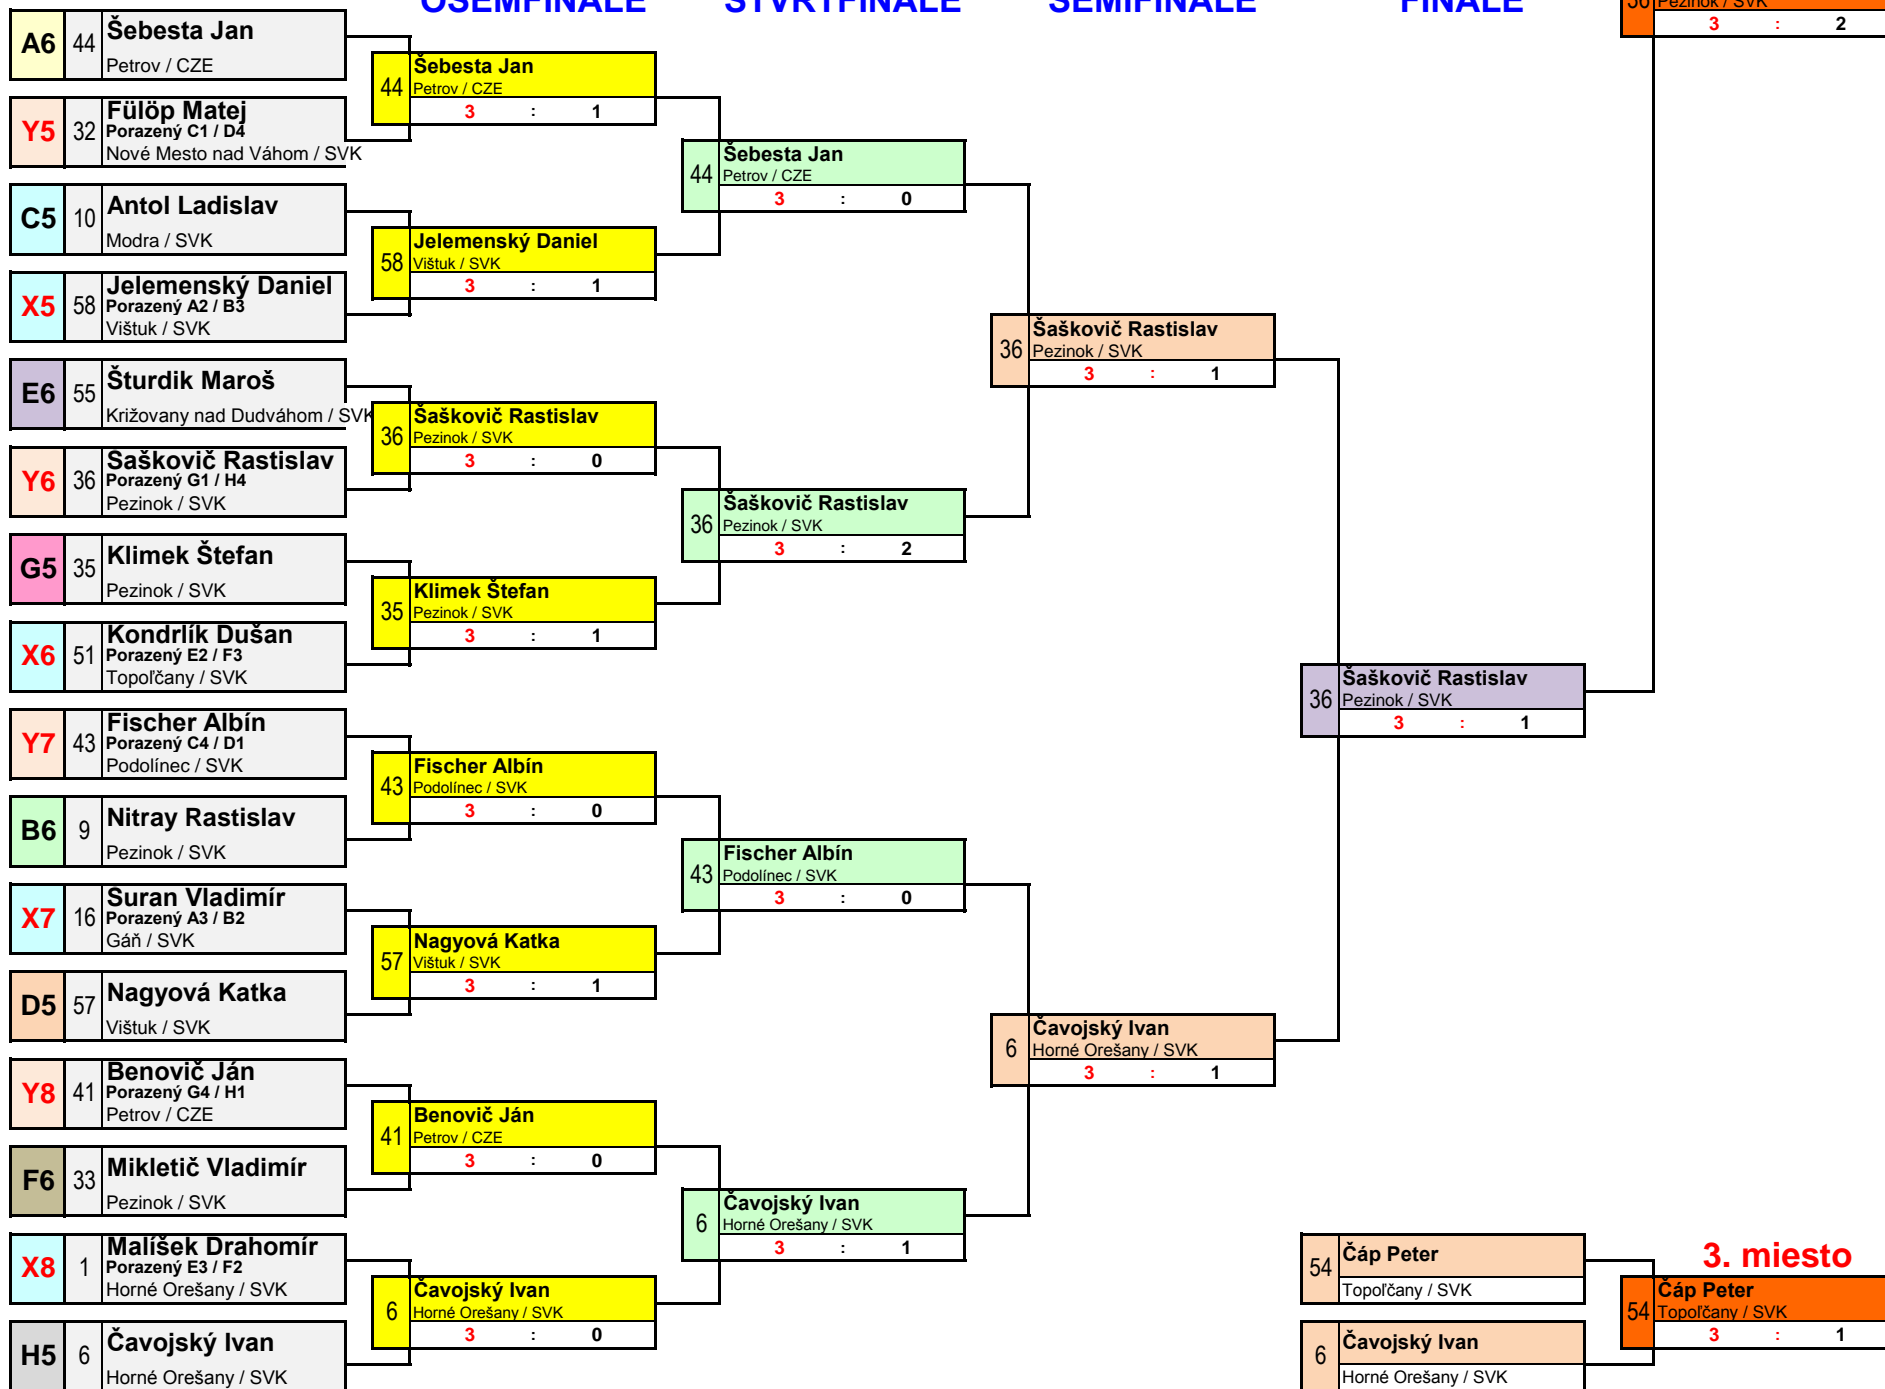 OSEMFINÁLE
ŠTVRŤFINÁLE
SEMIFINÁLE
FINÁLE
36 Pezinok / SVK
3 : 2
A6 44 Šebesta Jan
Petrov / CZE
Y5 32 Fülöp Matej
Porazený C1 / D4
Nové Mesto nad Váhom / SVK
C5 10 Antol Ladislav
Modra / SVK
X5 58 Jelemenský Daniel
Porazený A2 / B3
Vištuk / SVK
E6 55 Šturdik Maroš
Križovany nad Dudváhom / SVK
Y6 36 Šaškovič Rastislav
Porazený G1 / H4
Pezinok / SVK
G5 35 Klimek Štefan
Pezinok / SVK
X6 51 Kondrlík Dušan
Porazený E2 / F3
Topoľčany / SVK
Y7 43 Fischer Albín
Porazený C4 / D1
Podolínec / SVK
B6 9 Nitray Rastislav
Pezinok / SVK
X7 16 Šuran Vladimír
Porazený A3 / B2
Gáň / SVK
D5 57 Nagyová Katka
Vištuk / SVK
Y8 41 Benovič Ján
Porazený G4 / H1
Petrov / CZE
F6 33 Mikletič Vladimír
Pezinok / SVK
X8 1 Malíšek Drahomír
Porazený E3 / F2
Horné Orešany / SVK
H5 6 Čavojský Ivan
Horné Orešany / SVK
44 Šebesta Jan
Petrov / CZE
3 : 1
58 Jelemenský Daniel
Vištuk / SVK
3 : 1
36 Šaškovič Rastislav
Pezinok / SVK
3 : 0
35 Klimek Štefan
Pezinok / SVK
3 : 1
43 Fischer Albín
Podolínec / SVK
3 : 0
57 Nagyová Katka
Vištuk / SVK
3 : 1
41 Benovič Ján
Petrov / CZE
3 : 0
6 Čavojský Ivan
Horné Orešany / SVK
3 : 0
44 Šebesta Jan
Petrov / CZE
3 : 0
36 Šaškovič Rastislav
Pezinok / SVK
3 : 2
43 Fischer Albín
Podolínec / SVK
3 : 0
6 Čavojský Ivan
Horné Orešany / SVK
3 : 1
36 Šaškovič Rastislav
Pezinok / SVK
3 : 1
6 Čavojský Ivan
Horné Orešany / SVK
3 : 1
36 Šaškovič Rastislav
Pezinok / SVK
3 : 1
54 Čáp Peter
Topoľčany / SVK
6 Čavojský Ivan
Horné Orešany / SVK
3. miesto
54 Čáp Peter
Topoľčany / SVK
3 : 1